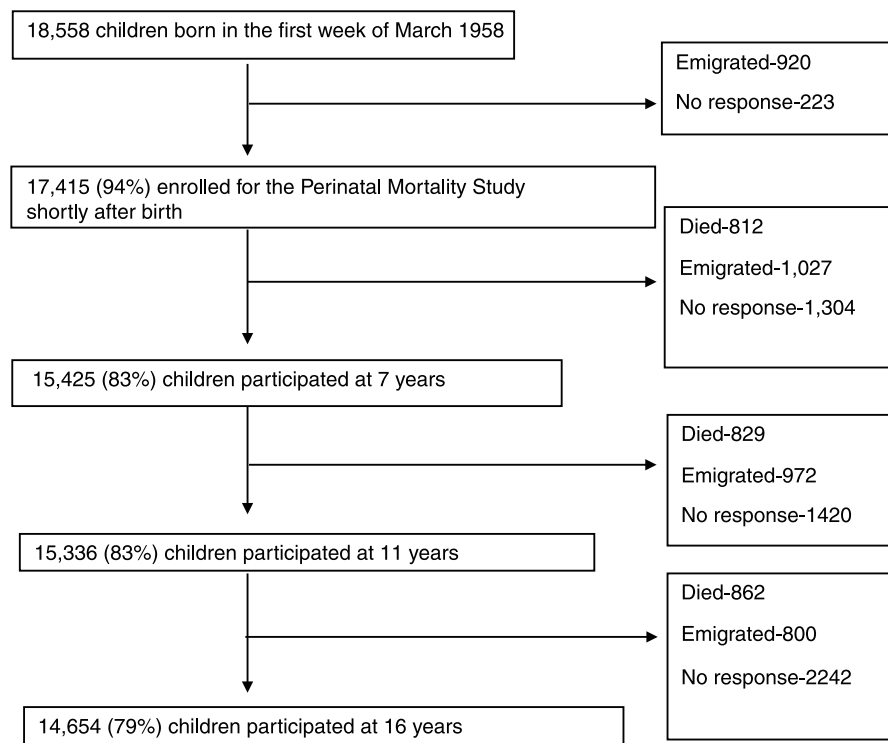 18,558 children born in the first week of March 1958
Emigrated-920
No response-223
17,415 (94%) enrolled for the Perinatal Mortality Study
shortly after birth
Died-812
Emigrated-1,027
No response-1,304
15,425 (83%) children participated at 7 years
Died-829
Emigrated-972
No response-1420
15,336 (83%) children participated at 11 years
Died-862
Emigrated-800
No response-2242
14,654 (79%) children participated at 16 years